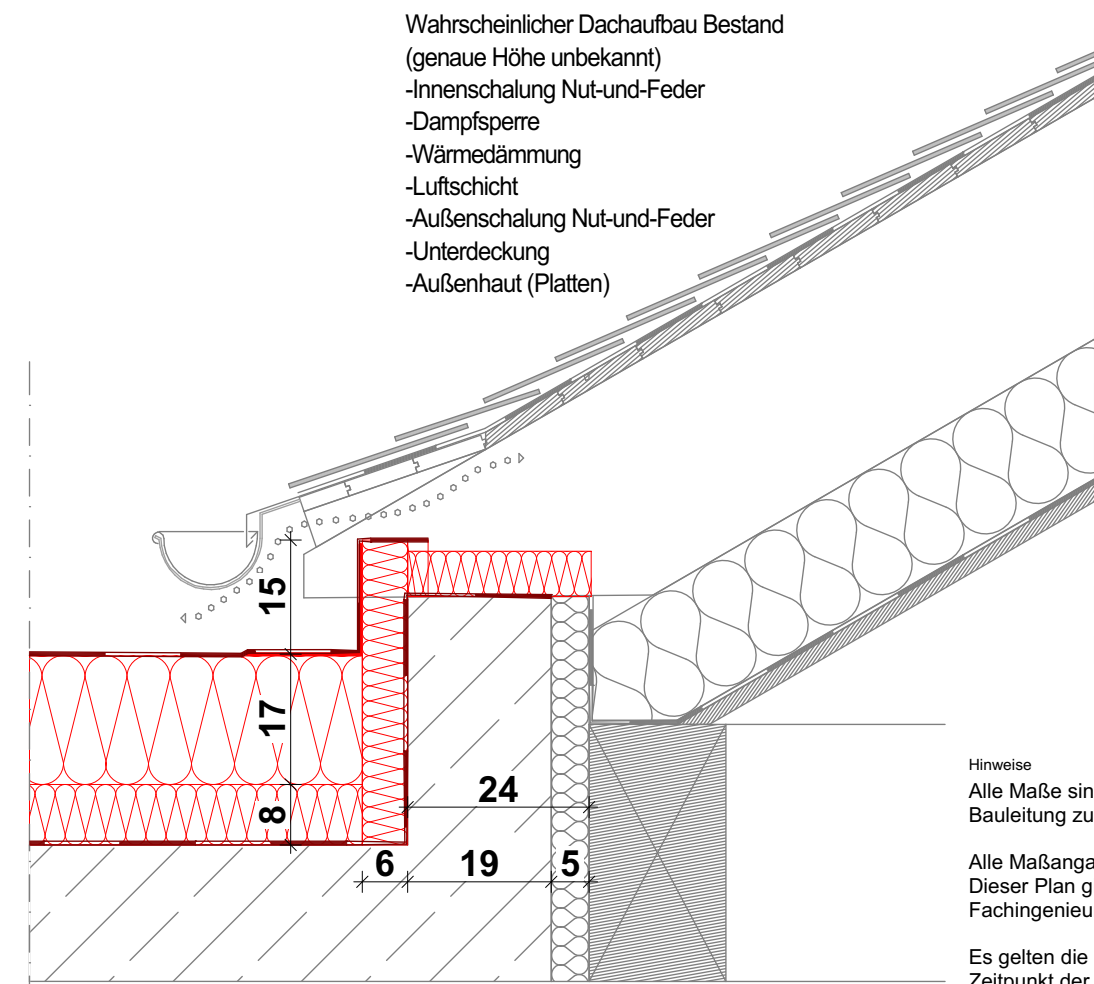 Wahrscheinlicher Dachaufbau Bestand
(genaue Höhe unbekannt)
-Innenschalung Nut-und-Feder
-Dampfsperre
-Wärmedämmung
-Luftschicht
-Außenschalung Nut-und-Feder
-Unterdeckung
-Außenhaut (Platten)
15
17
8
24
6 19 5
Hinweise
Alle Maße sin
Bauleitung zu
Alle Maßanga
Dieser Plan g
Fachingenieu
Es gelten die
Zeitpunkt der